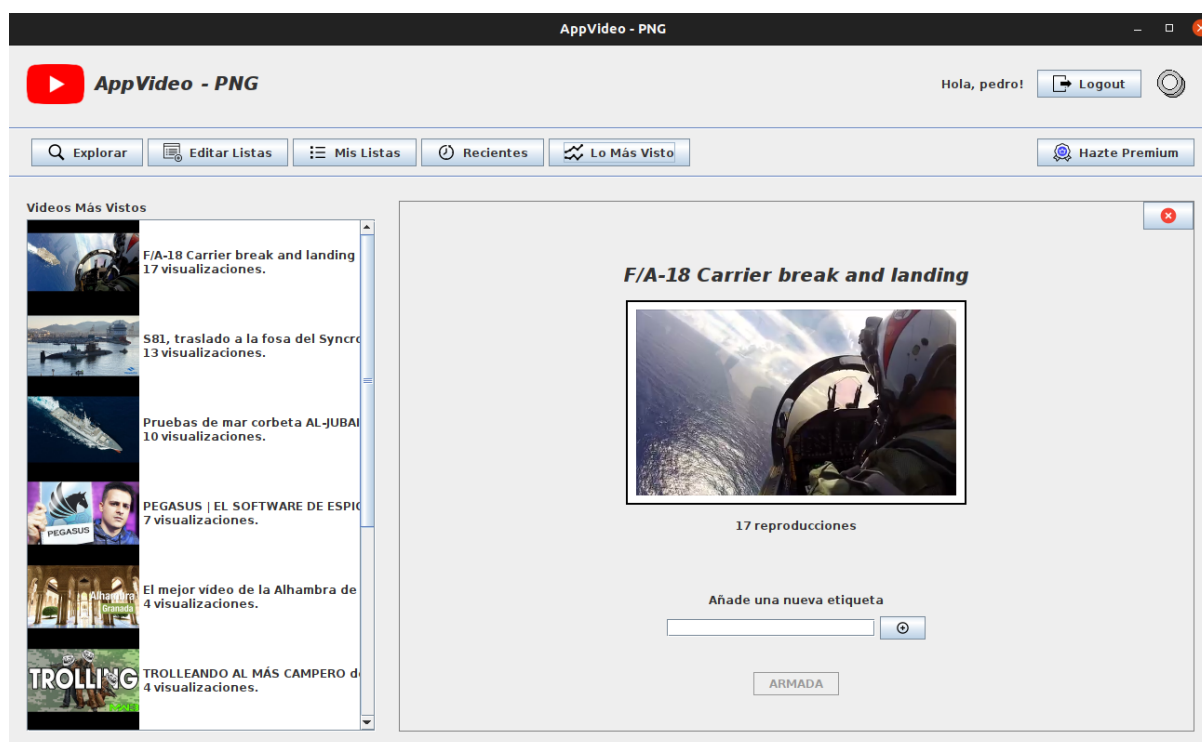 AppVideo - PNG
AppVideo - PNG
Hola, pedro!
Logout
Explorar
Editar Listas
Mis Listas
Recientes
Lo Más Visto
Hazte Premium
Videos Más Vistos
F/A-18 Carrier break and landing
17 visualizaciones.
S81, traslado a la fosa del Syncro
13 visualizaciones.
Pruebas de mar corbeta AL-JUBAI
10 visualizaciones.
PEGASUS
PEGASUS | EL SOFTWARE DE ESPIO
7 visualizaciones.
Alhambra
Granada
El mejor vídeo de la Alhambra de
4 visualizaciones.
TROLLING
TROLLEANDO AL MÁS CAMPERO de
4 visualizaciones.
F/A-18 Carrier break and landing
17 reproducciones
Añade una nueva etiqueta
ARMADA